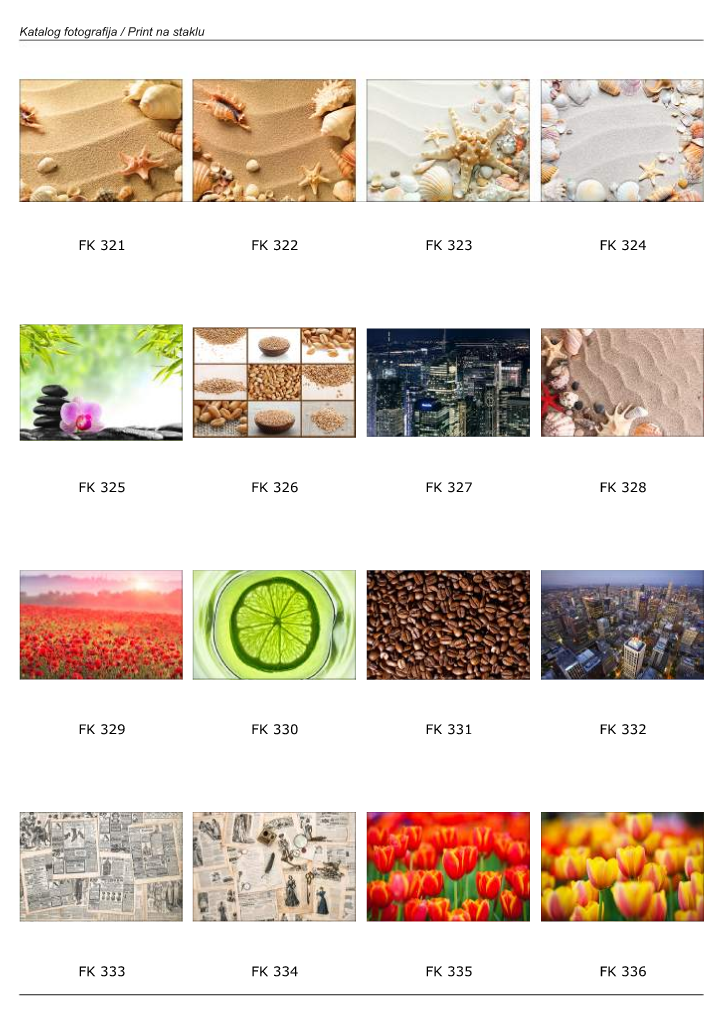 Katalog fotografija / Print na staklu
FK 321
FK 322
FK 323
FK 324
FK 325
FK 326
FK 327
FK 328
FK 329
FK 330
FK 331
FK 332
FK 333
FK 334
FK 335
FK 336